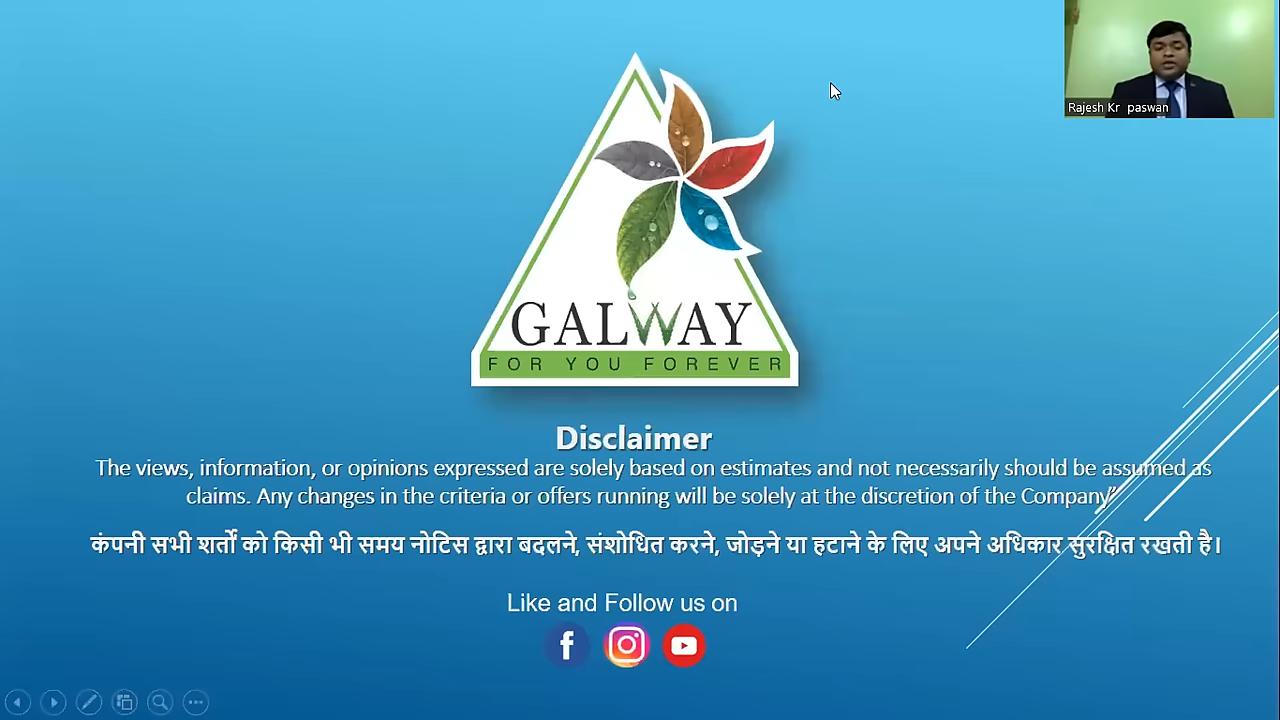 Rajesh Kr paswan
GALWAY
FOR YOU FOREVER
Disclaimer
The views, information, or opinions expressed are solely based on estimates and not necessarily should be assumed as
claims. Any changes in the criteria or offers running will be solely at the discretion of the Company”
कंपनी सभी शर्तों को किसी भी समय नोटिस द्वारा बदलने, संशोधित करने, जोड़ने या हटाने के लिए अपने अधिकार सुरक्षित रखती है।
Like and Follow us on